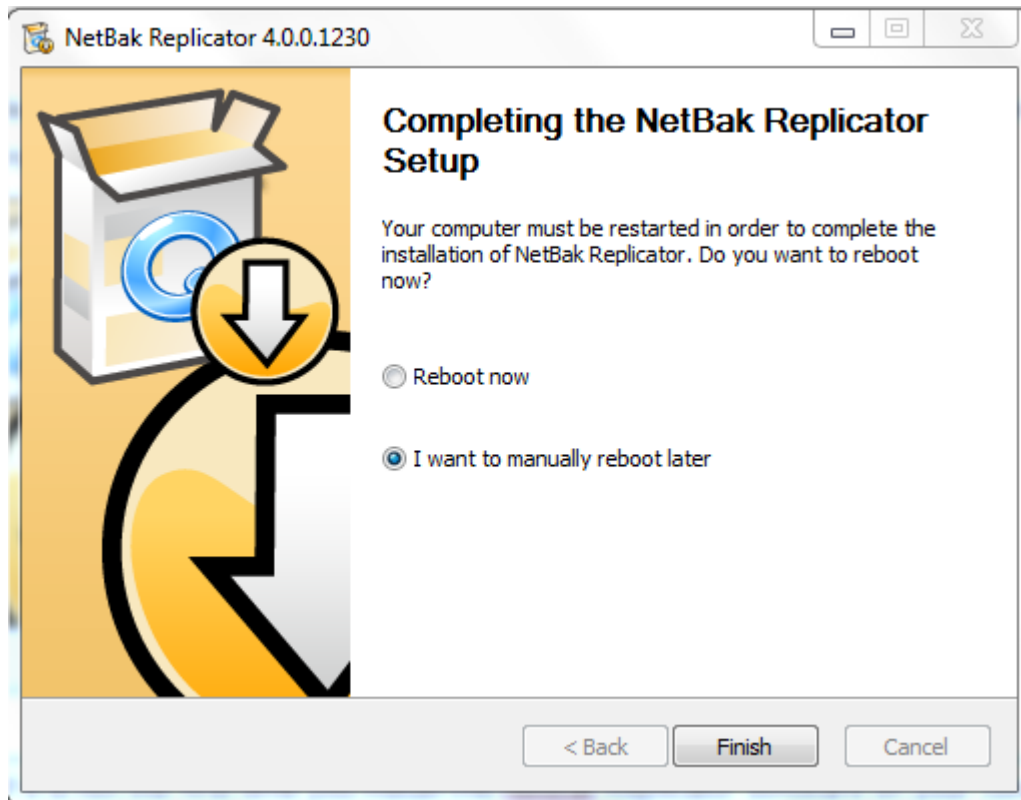 NetBak Replicator 4.0.0.1230
Completing the NetBak Replicator
Setup
Your computer must be restarted in order to complete the
installation of NetBak Replicator. Do you want to reboot
now?
Reboot now
I want to manually reboot later
< Back
Finish
Cancel